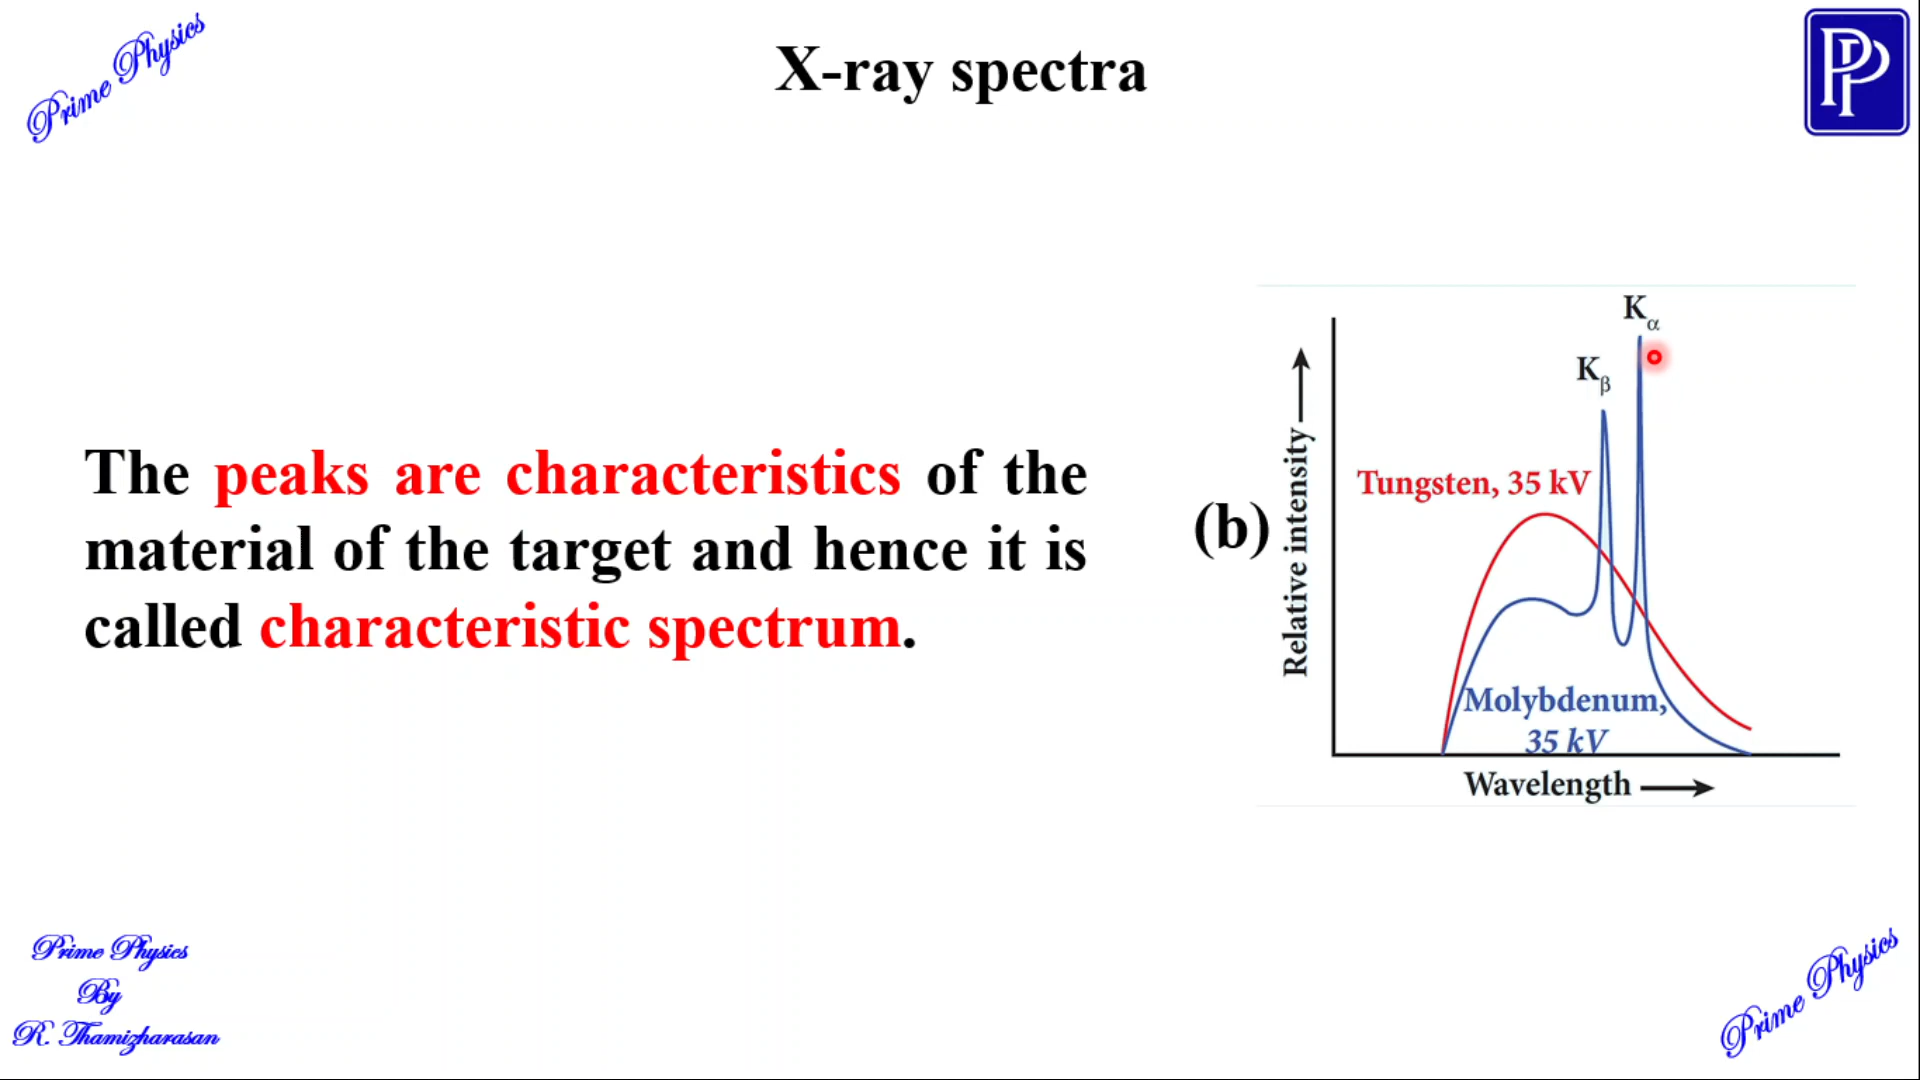 Prime Physics
X-ray spectra
PP
The peaks are characteristics of the
material of the target and hence it is
called characteristic spectrum.
(b)
Relative intensity
Kα
Kβ
Tungsten, 35 kV
Molybdenum,
35 kV
Wavelength
Prime Physics
By
R. Thamizharasan
Prime Physics